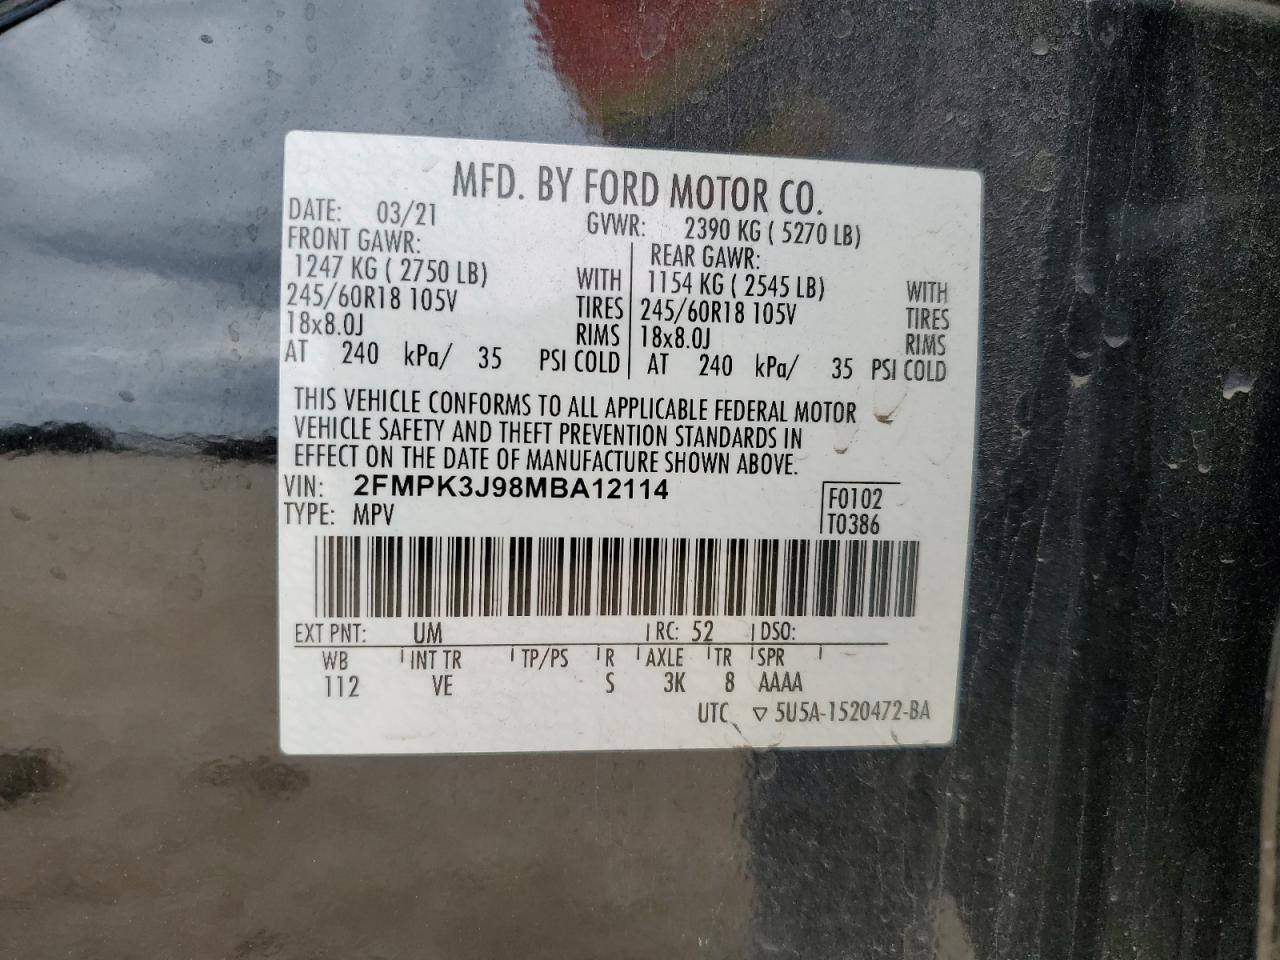 MFD. BY FORD MOTOR CO.
DATE: 03/21 GVWR: 2390 KG ( 5270 LB)
FRONT GAWR: REAR GAWR:
1247 KG ( 2750 LB) WITH 1154 KG ( 2545 LB) WITH
245/60R18 105V TIRES 245/60R18 105V TIRES
18x8.0J RIMS 18x8.0J RIMS
AT 240 kPa/ 35 PSI COLD AT 240 kPa/ 35 PSI COLD
THIS VEHICLE CONFORMS TO ALL APPLICABLE FEDERAL MOTOR
VEHICLE SAFETY AND THEFT PREVENTION STANDARDS IN
EFFECT ON THE DATE OF MANUFACTURE SHOWN ABOVE.
VIN: 2FMPK3J98MBA12114 F0102
TYPE: MPV T0386
EXT PNT: UM RC: 52 DSO:
WB INT TR TP/PS R AXLE TR SPR
112 VE S 3K 8 AAAA
UTC ▽ 5U5A-1520472-BA